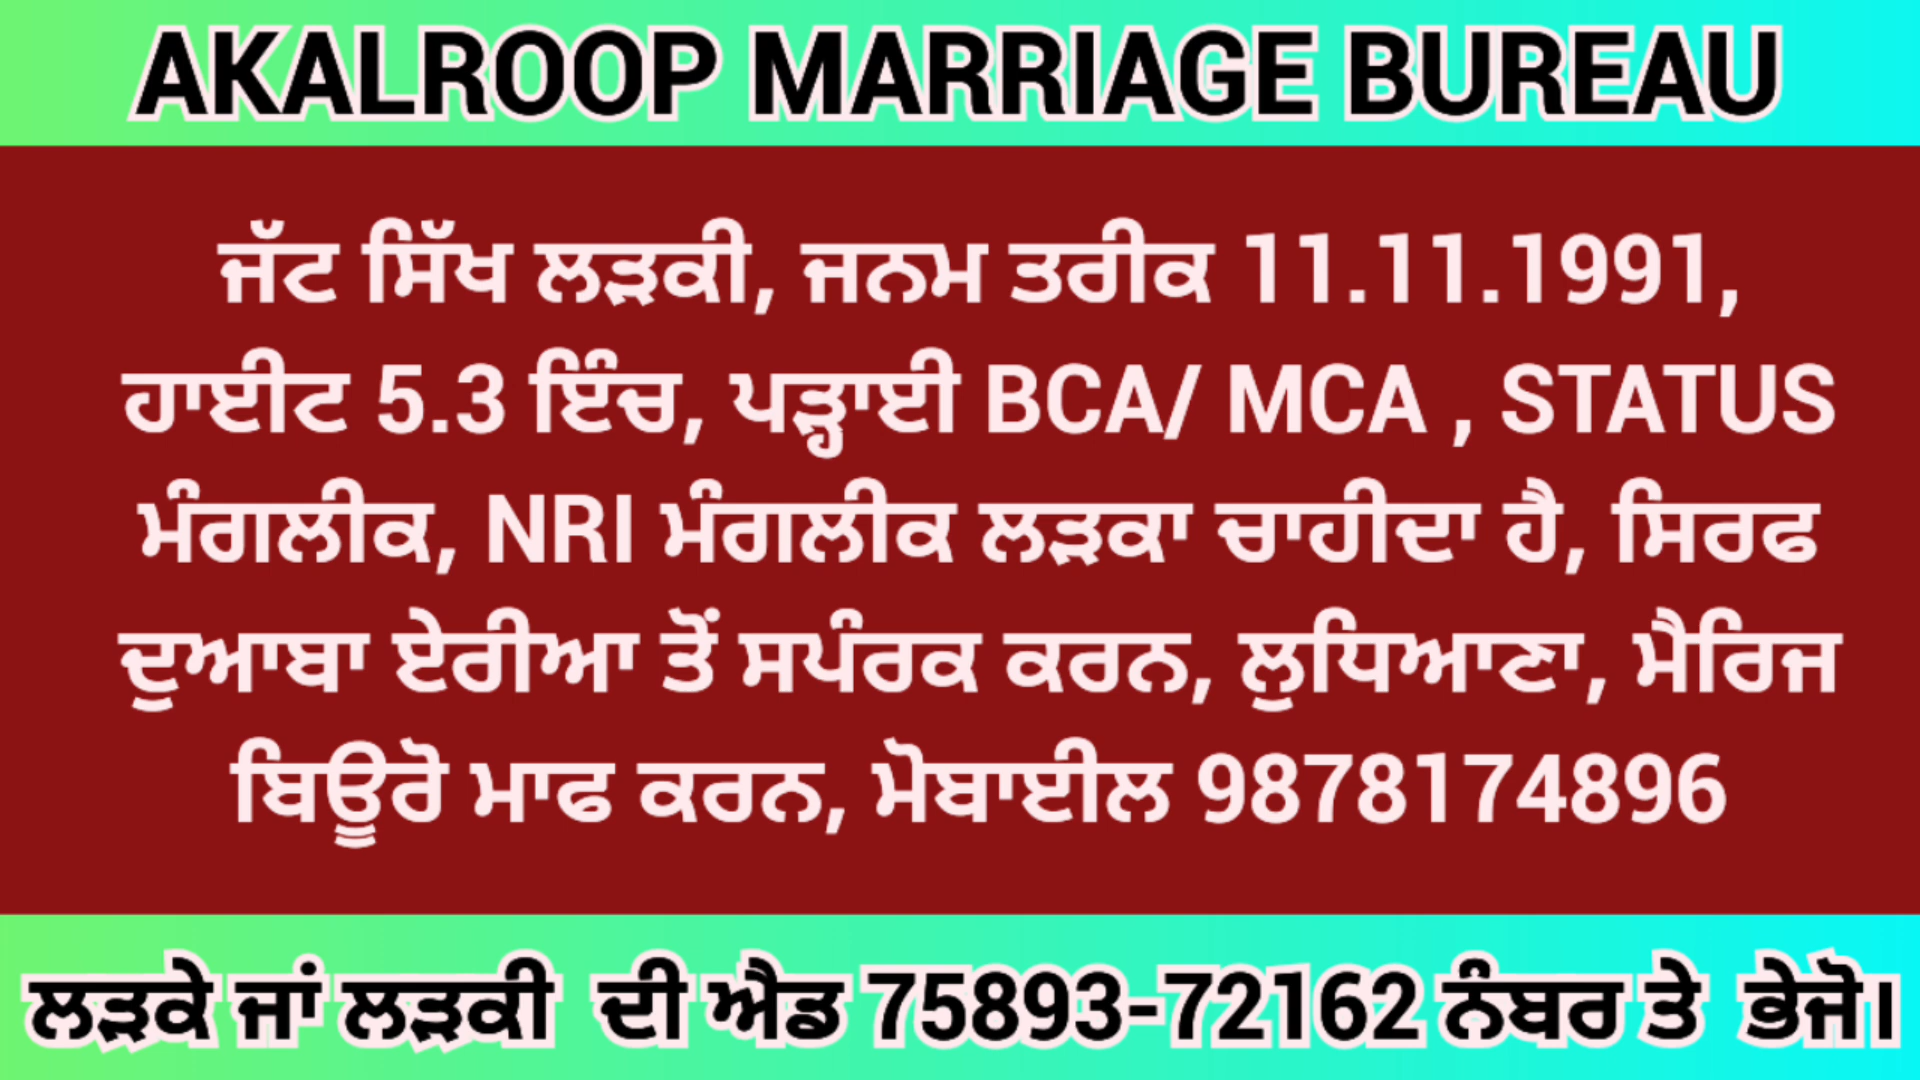 AKALROOP MARRIAGE BUREAU
ਜੱਟ ਸਿੱਖ ਲੜਕੀ, ਜਨਮ ਤਰੀਕ 11.11.1991,
ਹਾਈਟ 5.3 ਇੰਚ, ਪੜ੍ਹਾਈ BCA/ MCA , STATUS
ਮੰਗਲੀਕ, NRI ਮੰਗਲੀਕ ਲੜਕਾ ਚਾਹੀਦਾ ਹੈ, ਸਿਰਫ
ਦੁਆਬਾ ਏਰੀਆ ਤੋਂ ਸਪੰਰਕ ਕਰਨ, ਲੁਧਿਆਣਾ, ਮੈਰਿਜ
ਬਿਊਰੋ ਮਾਫ ਕਰਨ, ਮੋਬਾਈਲ 9878174896
ਲੜਕੇ ਜਾਂ ਲੜਕੀ ਦੀ ਐਡ 75893-72162 ਨੰਬਰ ਤੇ ਭੇਜੋ।